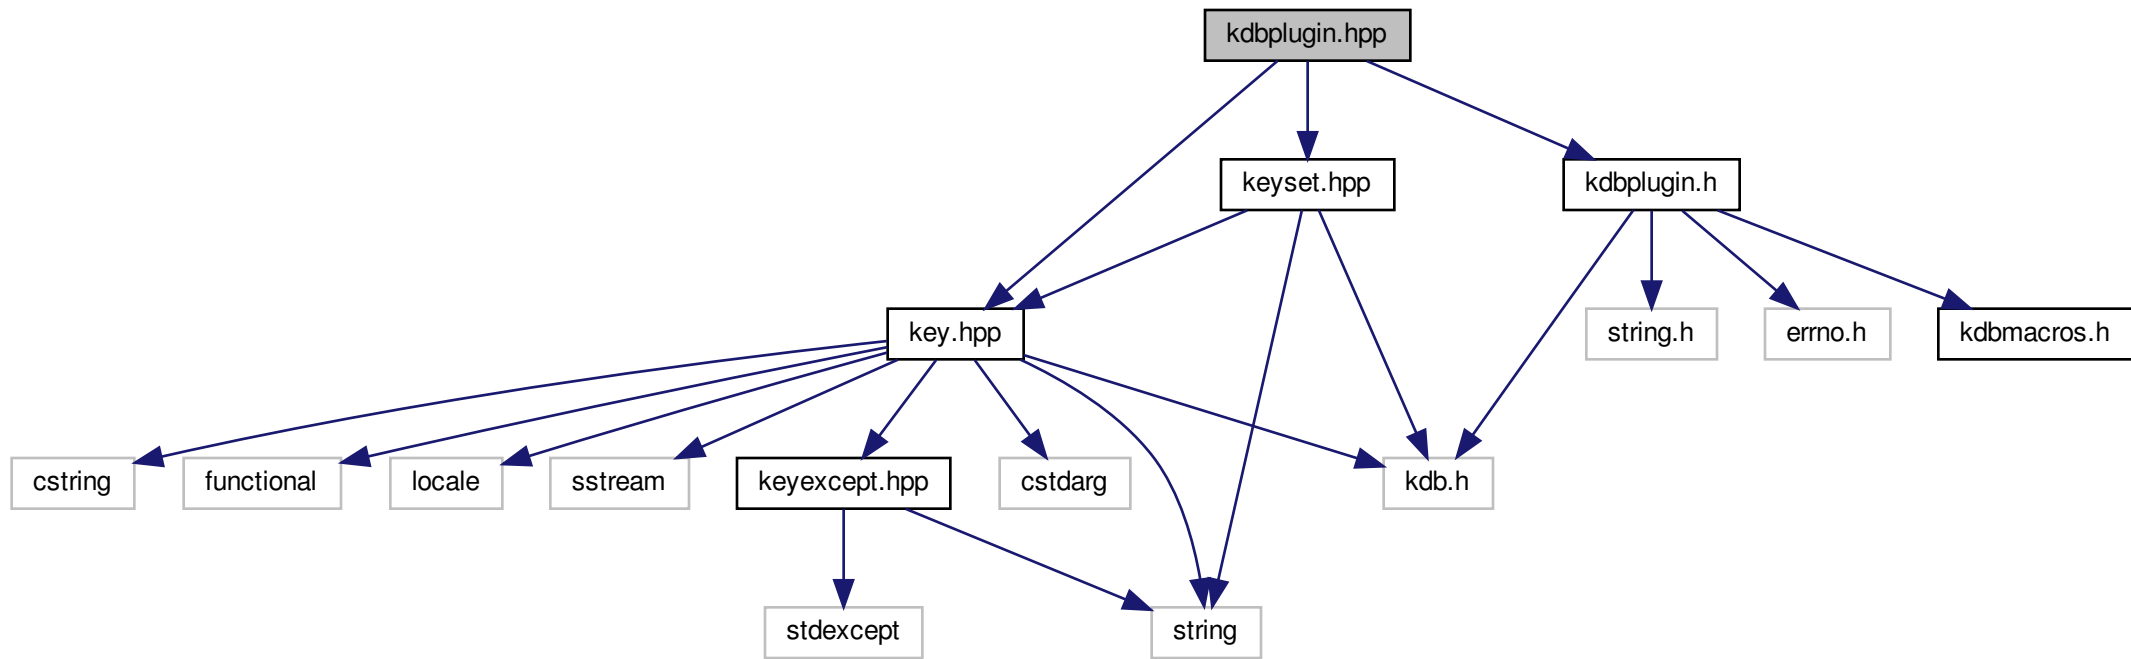 kdbplugin.hpp
keyset.hpp
kdbplugin.h
key.hpp
string.h
errno.h
kdbmacros.h
cstring
functional
locale
sstream
keyexcept.hpp
cstdarg
kdb.h
stdexcept
string